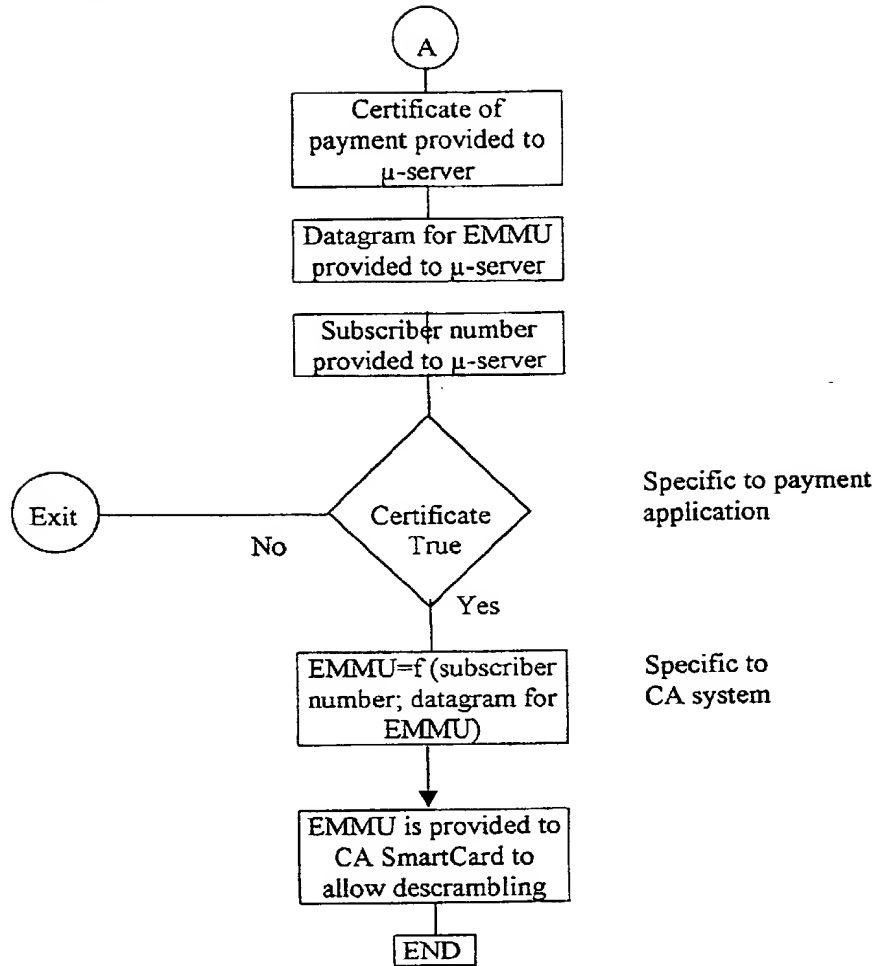 A
Certificate of
payment provided to
μ-server
Datagram for EMMU
provided to μ-server
Subscriber number
provided to μ-server
Certificate
True
Specific to payment
application
Exit
No
Yes
EMMU=f (subscriber
number; datagram for
EMMU)
Specific to
CA system
EMMU is provided to
CA SmartCard to
allow descrambling
END